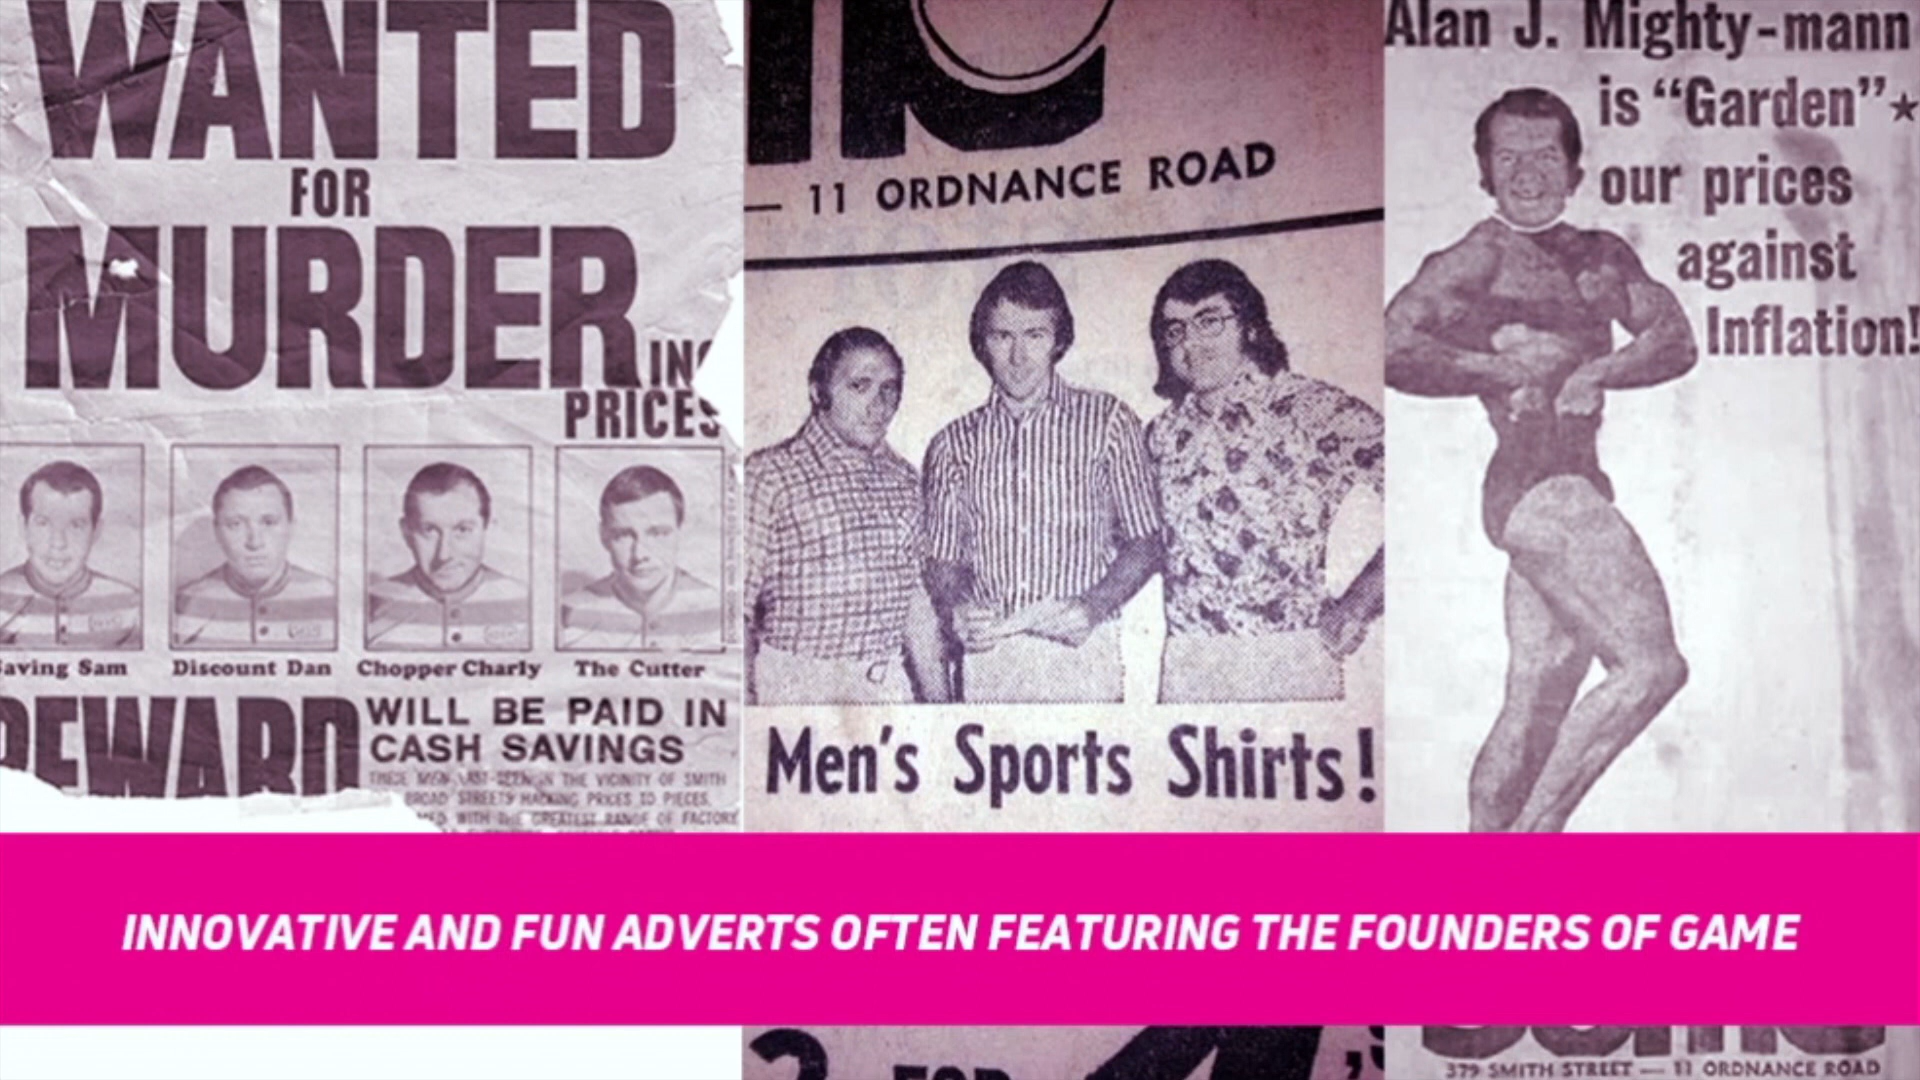 WANTED
FOR
MURDER
PRICES
Saving Sam
Discount Dan
Chopper Charly
The Cutter
REWARD
WILL BE PAID IN
CASH SAVINGS
THESE MEN LAST SEEN IN THE VICINITY OF SMITH
BROAD STREETS HACKING PRICES TO PIECES.
WITH THE GREATEST RANGE OF FACTORY
— 11 ORDNANCE ROAD
Men's Sports Shirts!
2 FOR
Alan J. Mighty-mann
is “Garden”★
our prices
against
Inflation!
379 SMITH STREET — 11 ORDNANCE ROAD
INNOVATIVE AND FUN ADVERTS OFTEN FEATURING THE FOUNDERS OF GAME